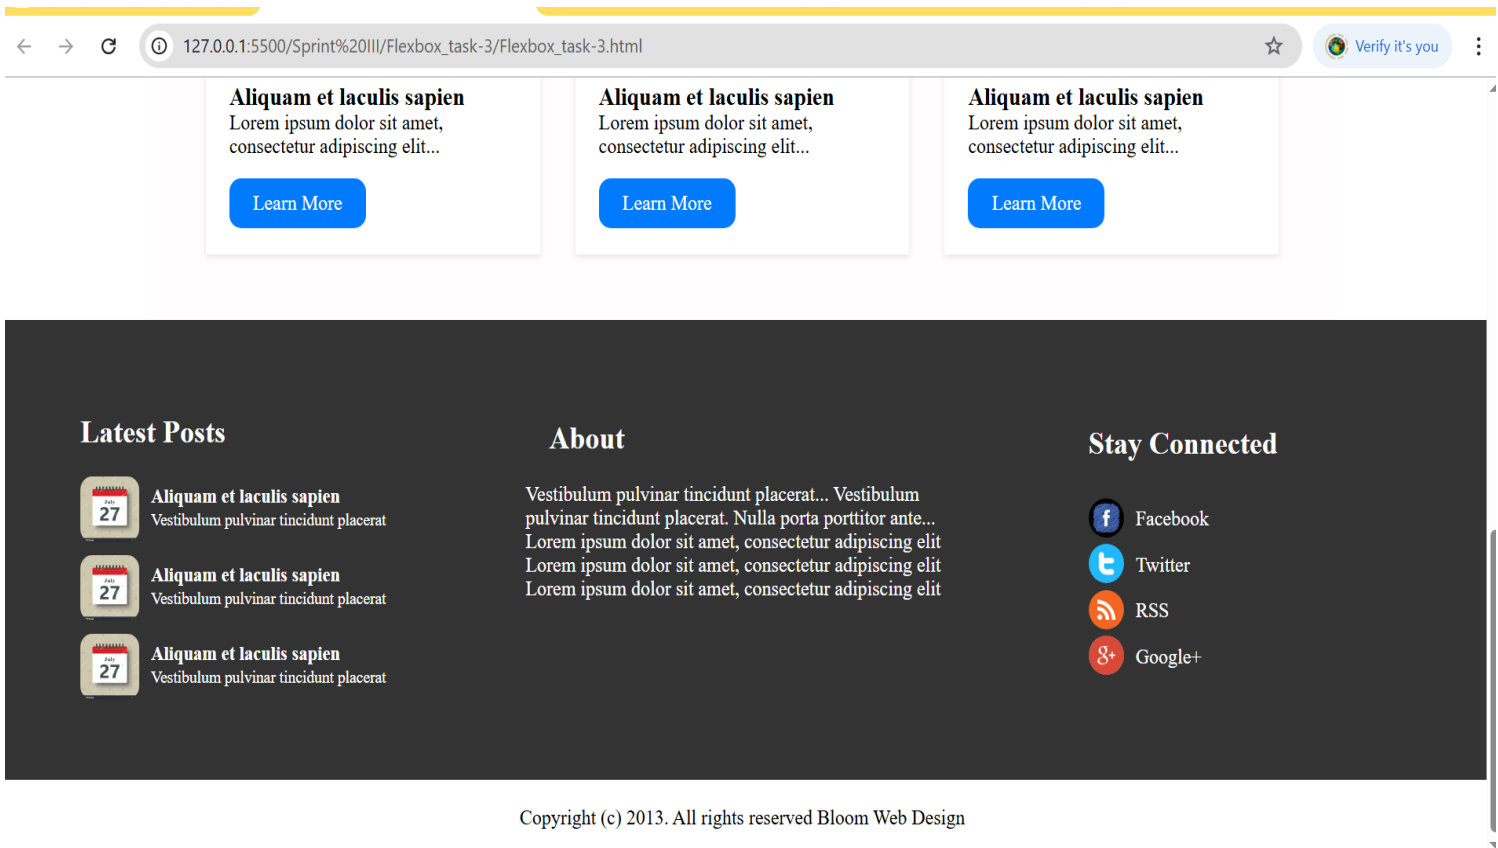 127.0.0.1:5500/Sprint%20III/Flexbox_task-3/Flexbox_task-3.html
Verify it's you
Aliquam et laculis sapien
Lorem ipsum dolor sit amet,
consectetur adipiscing elit...
Learn More
Aliquam et laculis sapien
Lorem ipsum dolor sit amet,
consectetur adipiscing elit...
Learn More
Aliquam et laculis sapien
Lorem ipsum dolor sit amet,
consectetur adipiscing elit...
Learn More
Latest Posts
July
27
Aliquam et laculis sapien
Vestibulum pulvinar tincidunt placerat
July
27
Aliquam et laculis sapien
Vestibulum pulvinar tincidunt placerat
July
27
Aliquam et laculis sapien
Vestibulum pulvinar tincidunt placerat
About
Vestibulum pulvinar tincidunt placerat... Vestibulum
pulvinar tincidunt placerat. Nulla porta porttitor ante...
Lorem ipsum dolor sit amet, consectetur adipiscing elit
Lorem ipsum dolor sit amet, consectetur adipiscing elit
Lorem ipsum dolor sit amet, consectetur adipiscing elit
Stay Connected
f Facebook
Twitter
RSS
g+ Google+
Copyright (c) 2013. All rights reserved Bloom Web Design